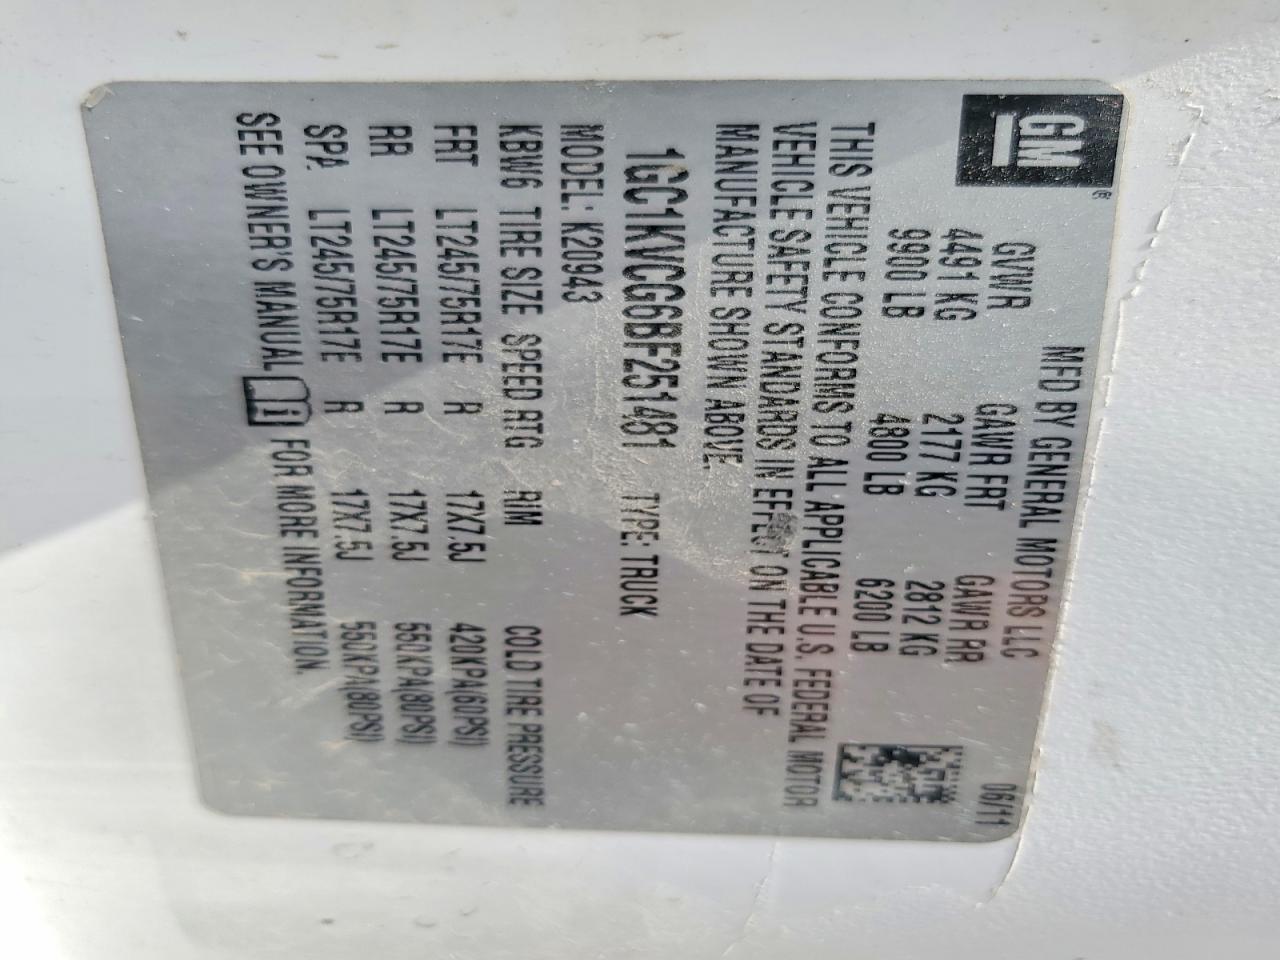 GM®
MFD BY GENERAL MOTORS LLC 06/11
GVWR GAWR FRT GAWR RR
4491 KG 2177 KG 2812 KG
9900 LB 4800 LB 6200 LB
THIS VEHICLE CONFORMS TO ALL APPLICABLE U.S. FEDERAL MOTOR
VEHICLE SAFETY STANDARDS IN EFFECT ON THE DATE OF
MANUFACTURE SHOWN ABOVE.
1GC1KVCG6BF251481 TYPE: TRUCK
MODEL: K20943
KBW6 TIRE SIZE SPEED RTG RIM COLD TIRE PRESSURE
FRT LT245/75R17E R 17X7.5J 420KPA(61PSI)
RR LT245/75R17E R 17X7.5J 550KPA(80PSI)
SPA LT245/75R17E R 17X7.5J 550KPA(80PSI)
SEE OWNER'S MANUAL i FOR MORE INFORMATION.